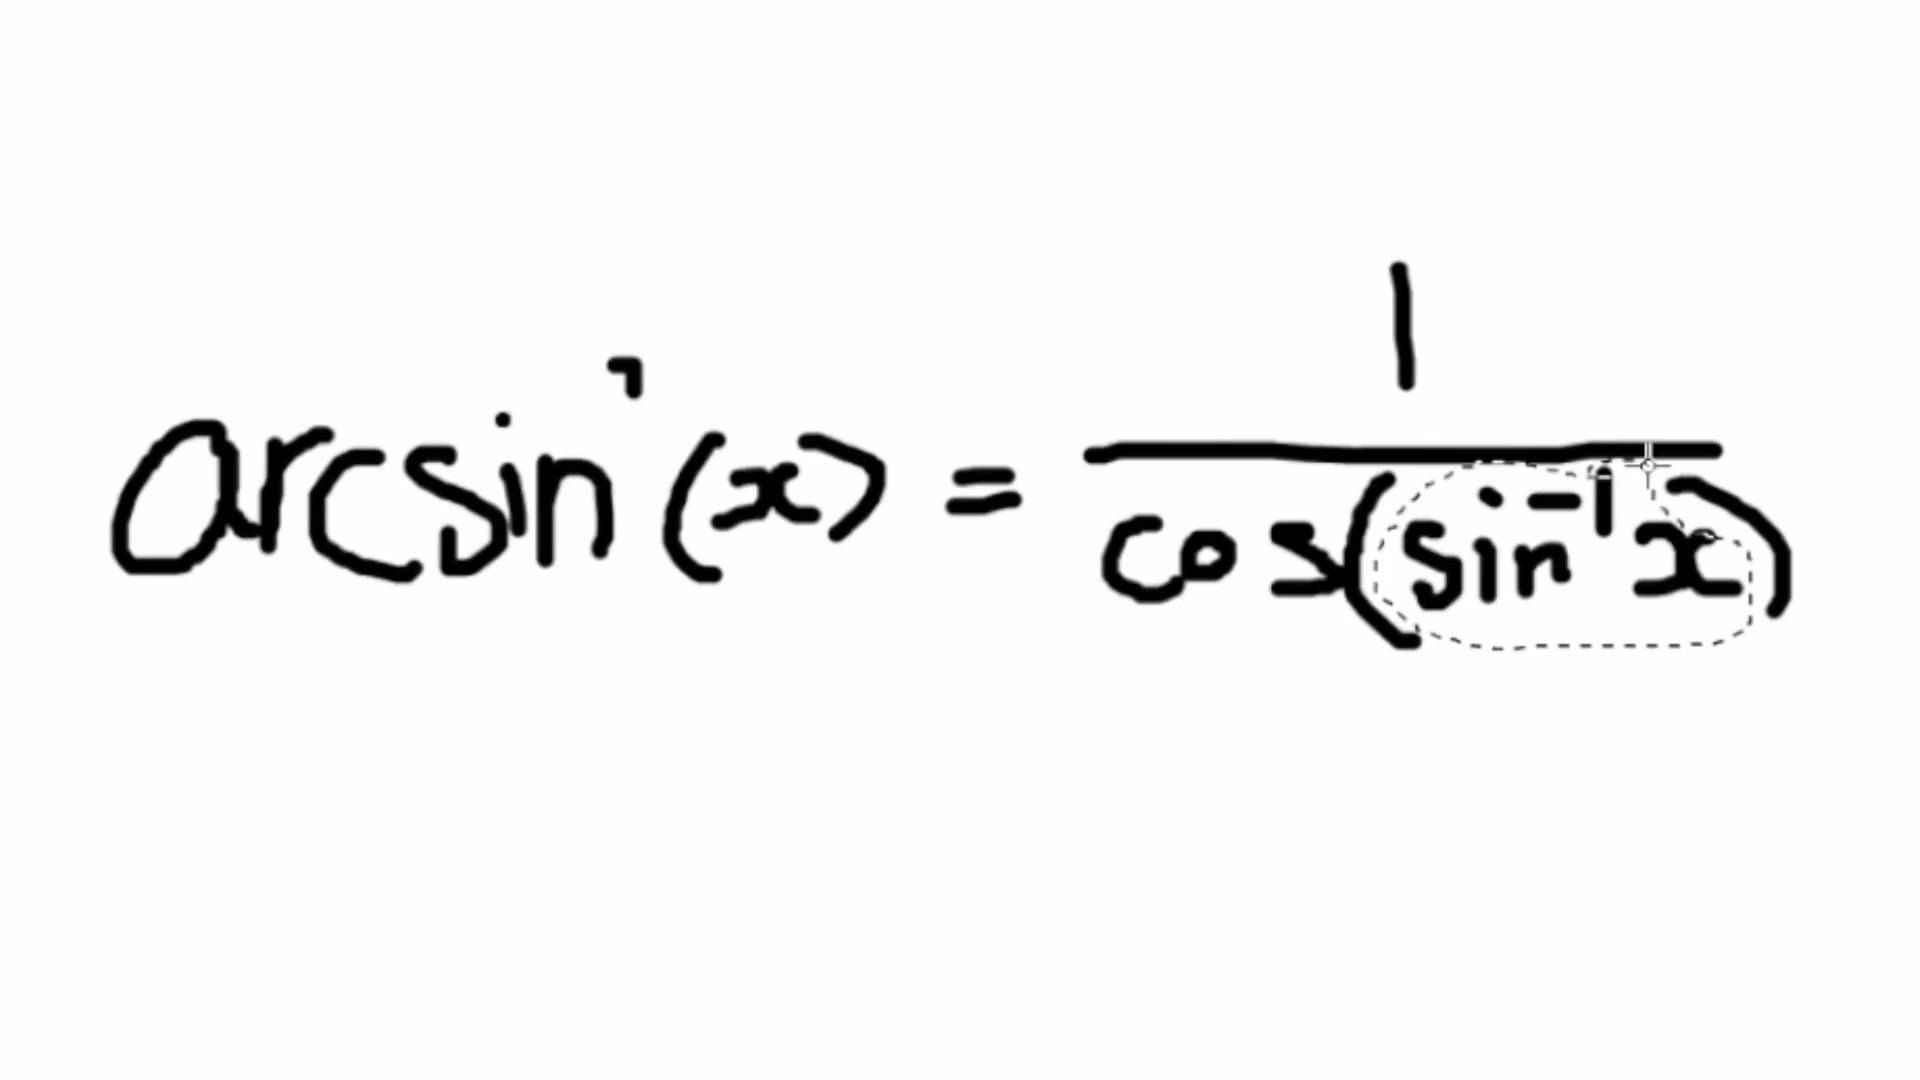 arcsin'(x) = 1
cos(sin⁻¹x)